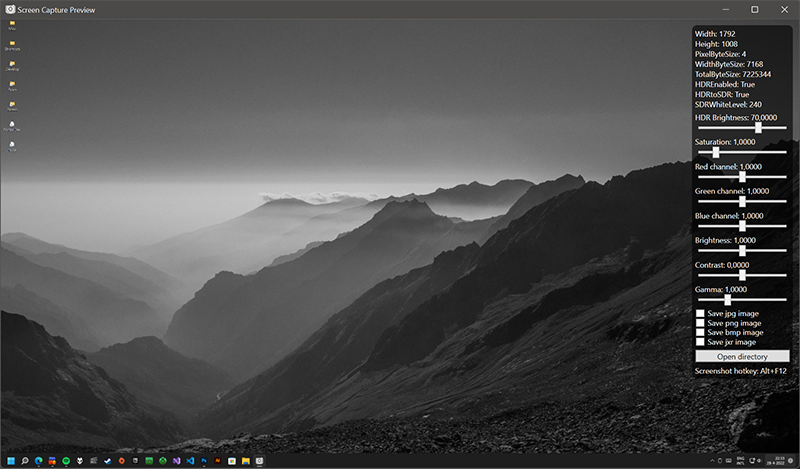 Screen Capture Preview
Width: 1792
Height: 1008
PixelByteSize: 4
WidthByteSize: 7168
TotalByteSize: 7225344
HDREnabled: True
HDRtoSDR: True
SDRWhiteLevel: 240
HDR Brightness: 70,0000
Saturation: 1,0000
Red channel: 1,0000
Green channel: 1,0000
Blue channel: 1,0000
Brightness: 1,0000
Contrast: 0,0000
Gamma: 1,0000
Save jpg image
Save png image
Save bmp image
Save jxr image
Open directory
Screenshot hotkey: Alt+F12
ENG